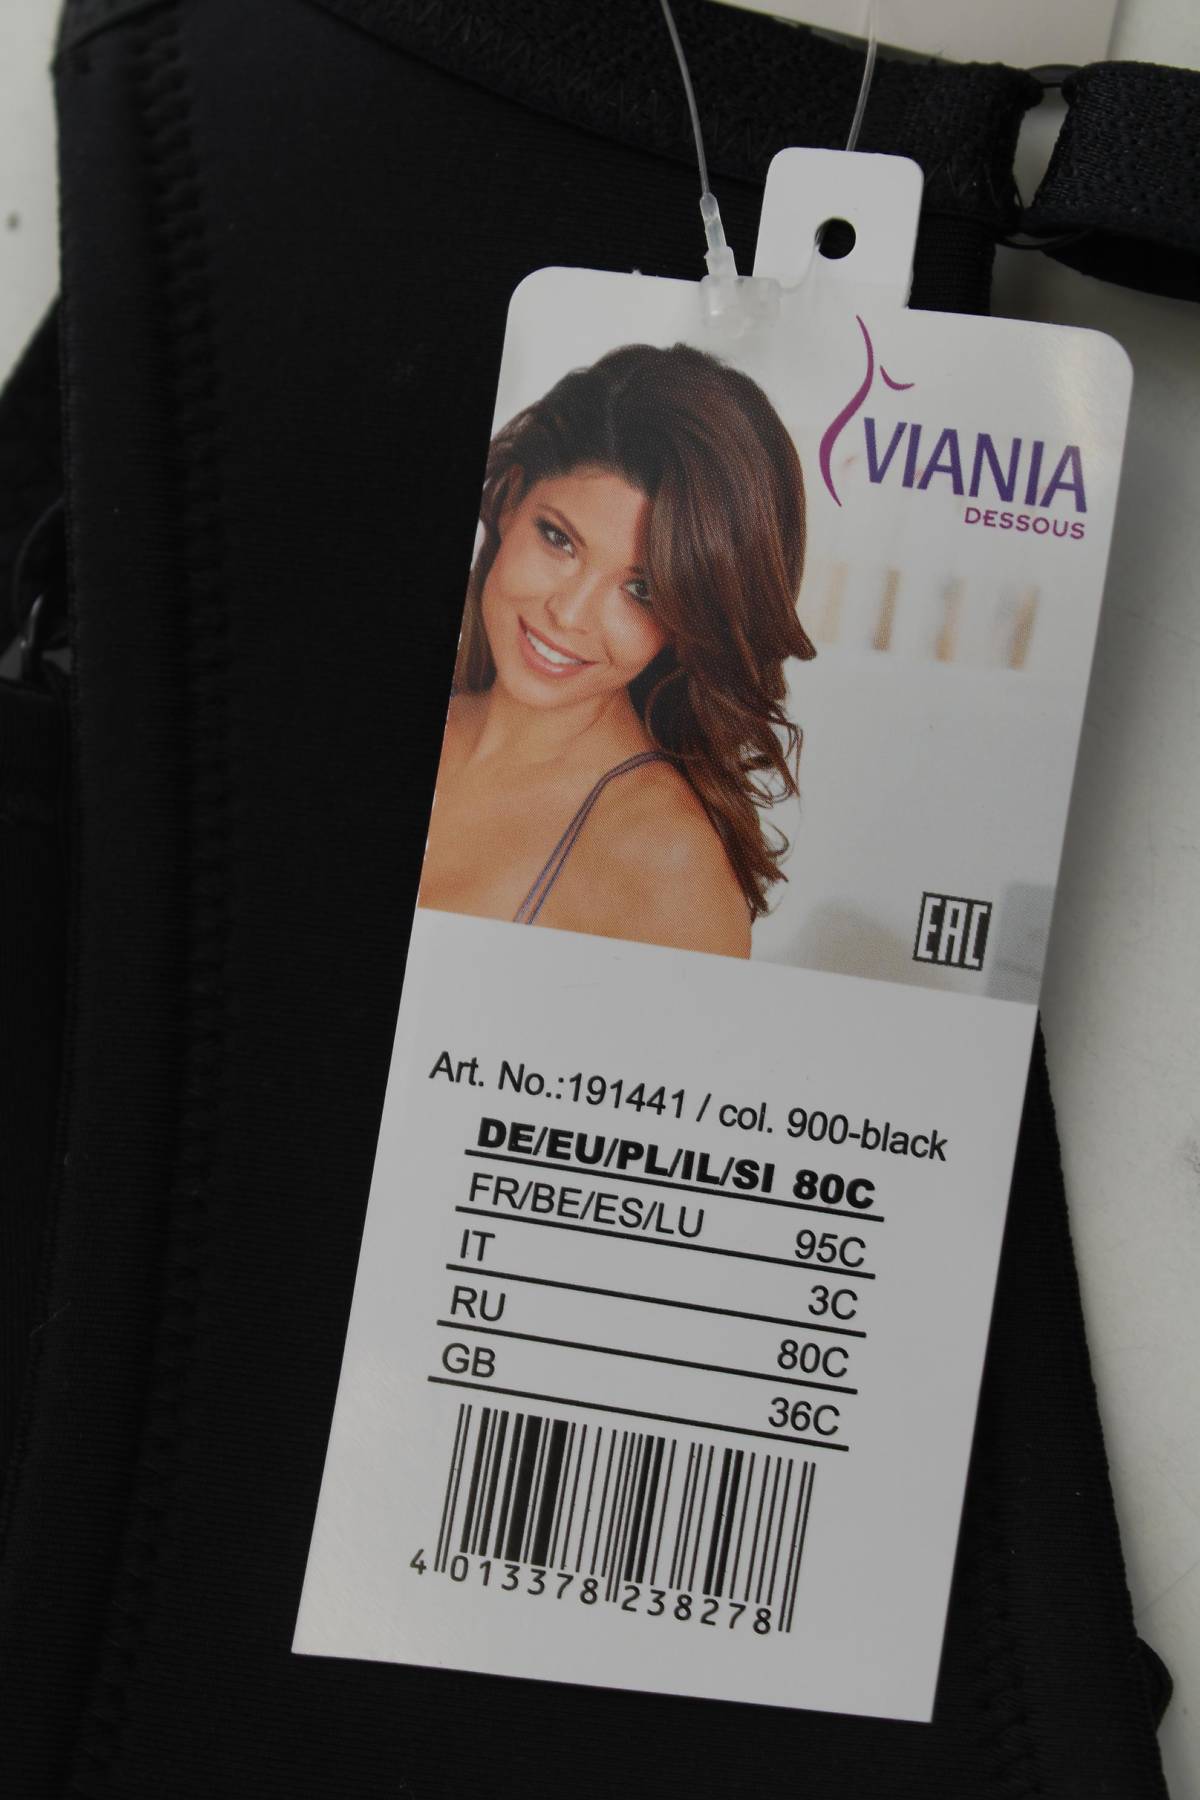 VIANIA
DESSOUS
EAC
Art. No.:191441 / col. 900-black
DE/EU/PL/IL/SI 80C
FR/BE/ES/LU 95C
IT 3C
RU 80C
GB 36C
4 013378 238278